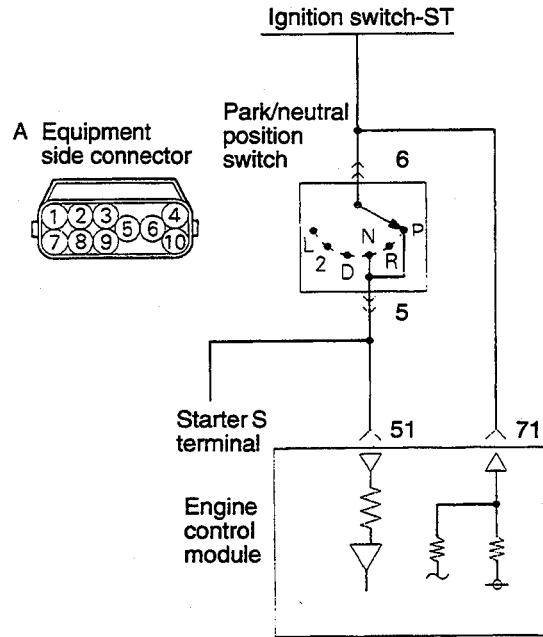 Ignition switch-ST
Park/neutral
position
switch
6
A Equipment
side connector
1 2 3 4
5 6
7 8 9 10
P
N
L
R
2
D
5
Starter S
terminal
51
71
Engine
control
module